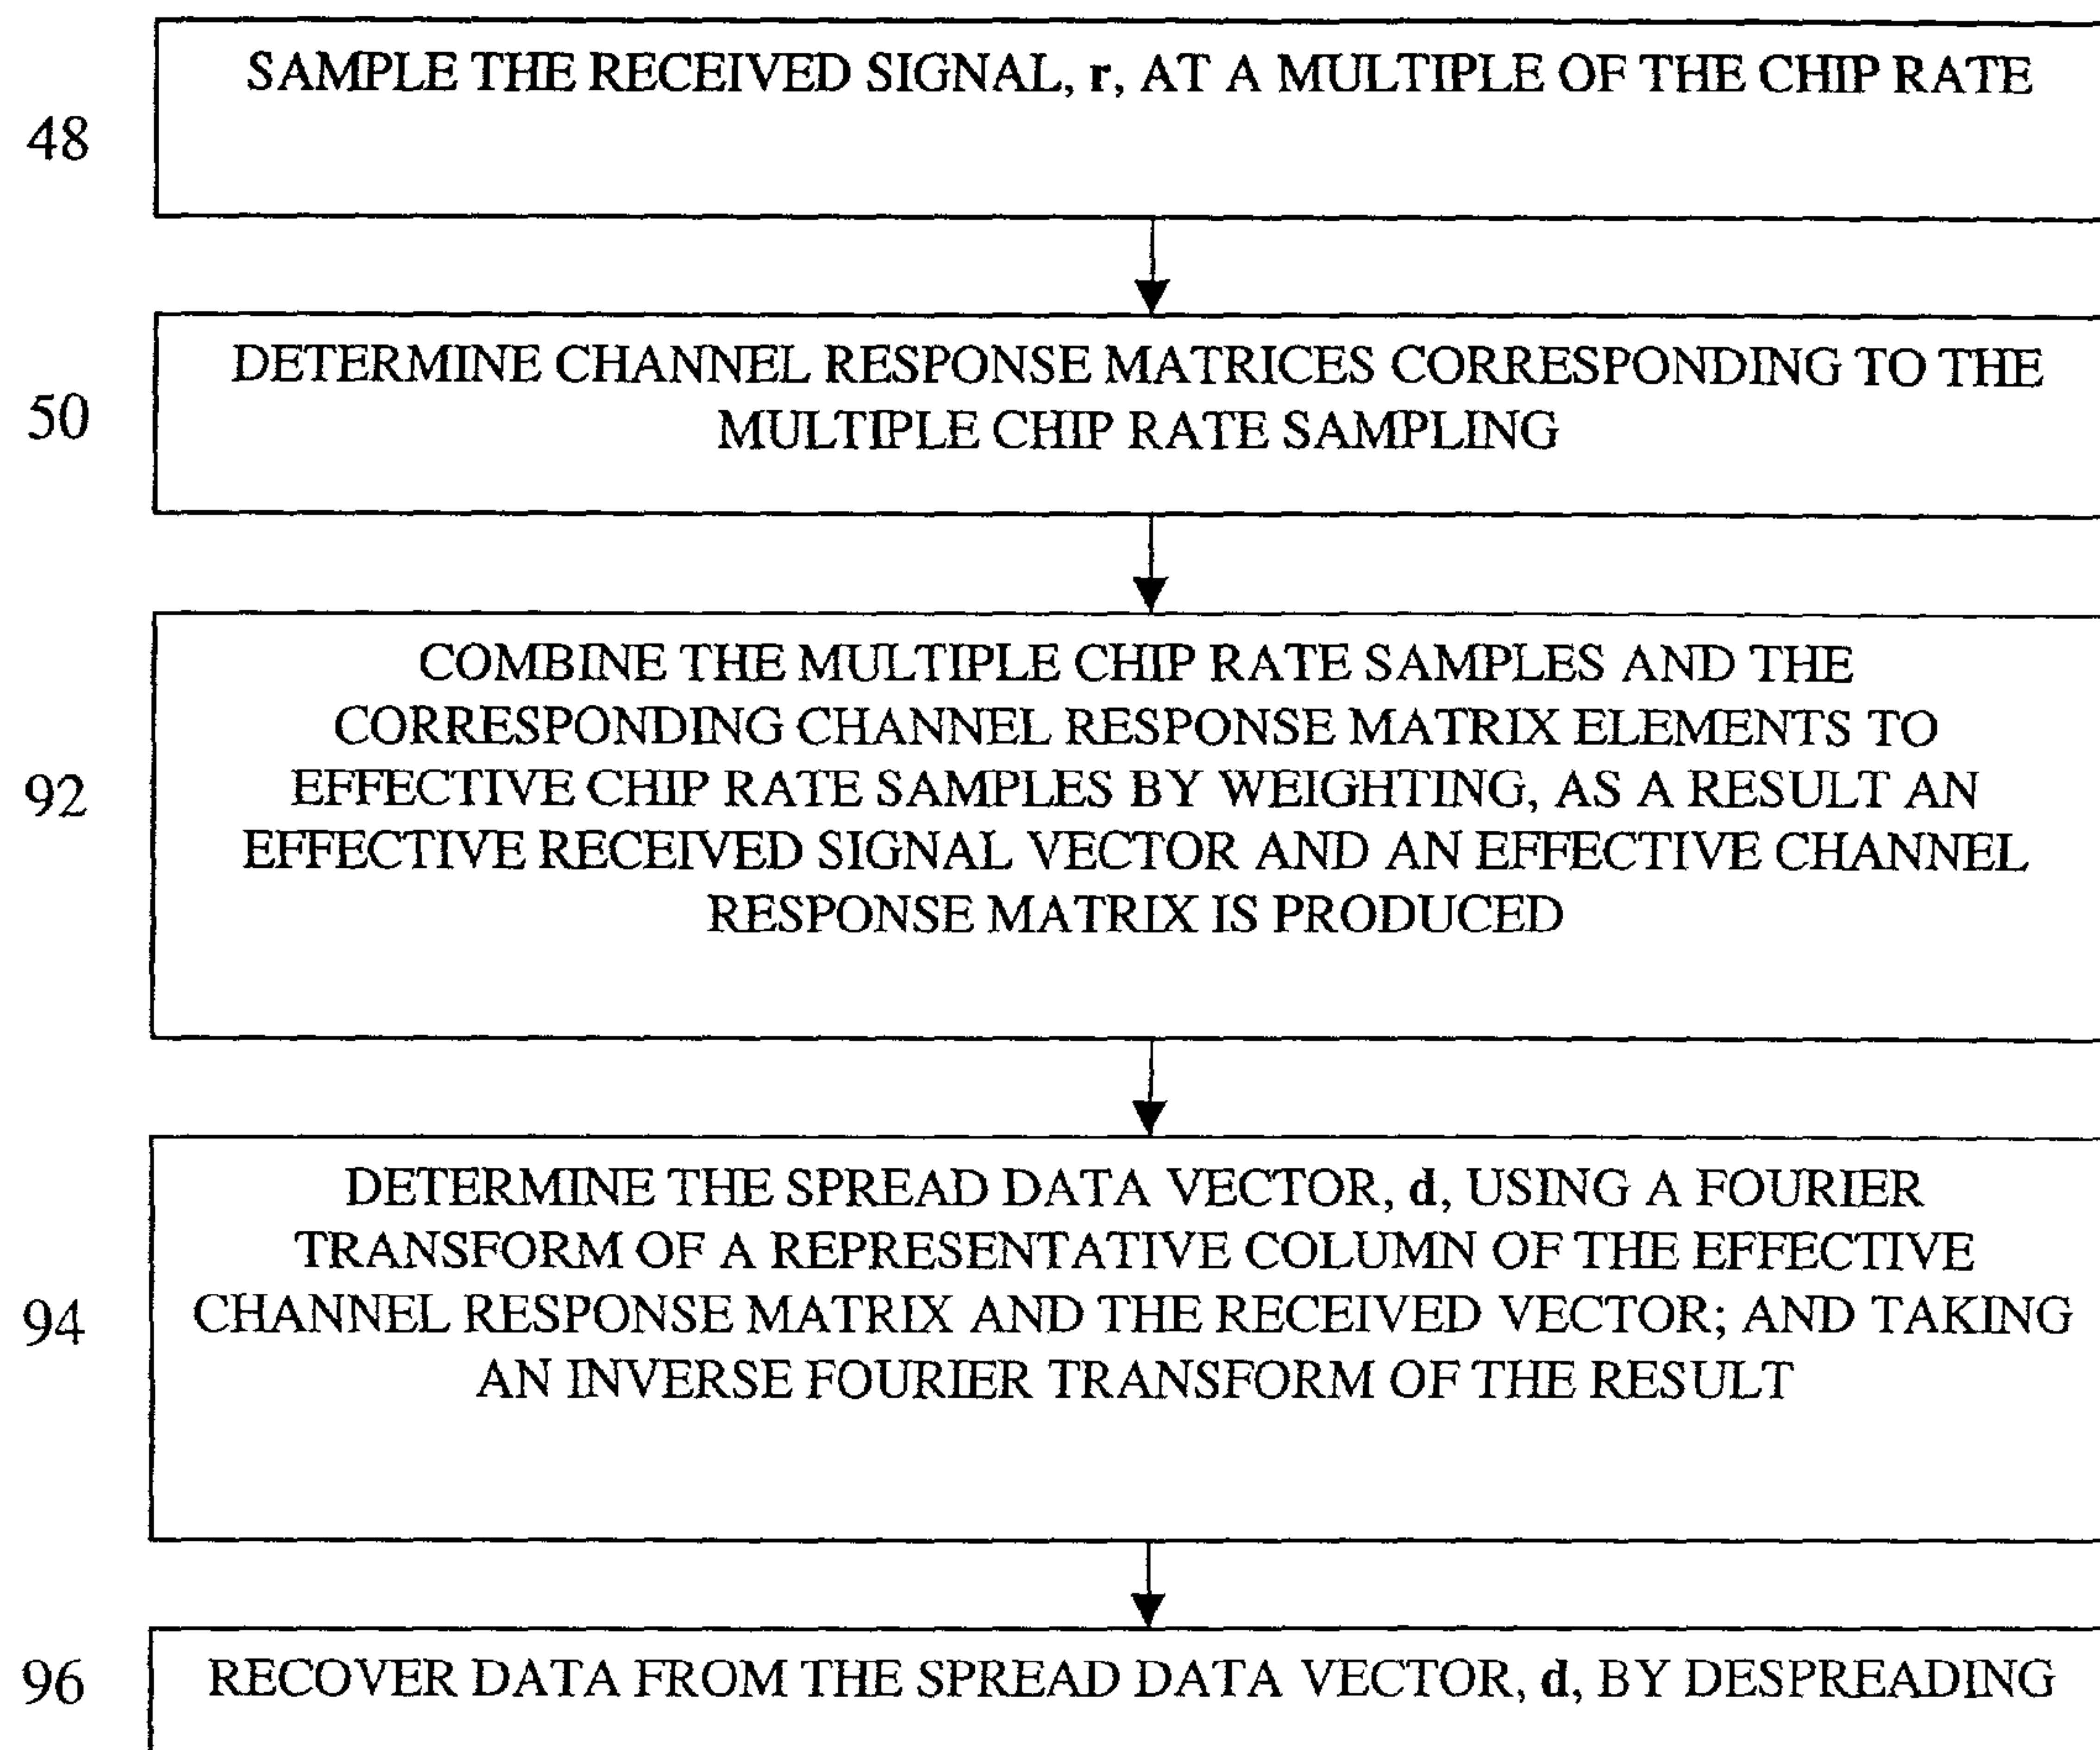 SAMPLE THE RECEIVED SIGNAL, r, AT A MULTIPLE OF THE CHIP RATE
48
DETERMINE CHANNEL RESPONSE MATRICES CORRESPONDING TO THE
MULTIPLE CHIP RATE SAMPLING
50
COMBINE THE MULTIPLE CHIP RATE SAMPLES AND THE
CORRESPONDING CHANNEL RESPONSE MATRIX ELEMENTS TO
EFFECTIVE CHIP RATE SAMPLES BY WEIGHTING, AS A RESULT AN
EFFECTIVE RECEIVED SIGNAL VECTOR AND AN EFFECTIVE CHANNEL
RESPONSE MATRIX IS PRODUCED
92
DETERMINE THE SPREAD DATA VECTOR, d, USING A FOURIER
TRANSFORM OF A REPRESENTATIVE COLUMN OF THE EFFECTIVE
CHANNEL RESPONSE MATRIX AND THE RECEIVED VECTOR; AND TAKING
AN INVERSE FOURIER TRANSFORM OF THE RESULT
94
RECOVER DATA FROM THE SPREAD DATA VECTOR, d, BY DESPREADING
96